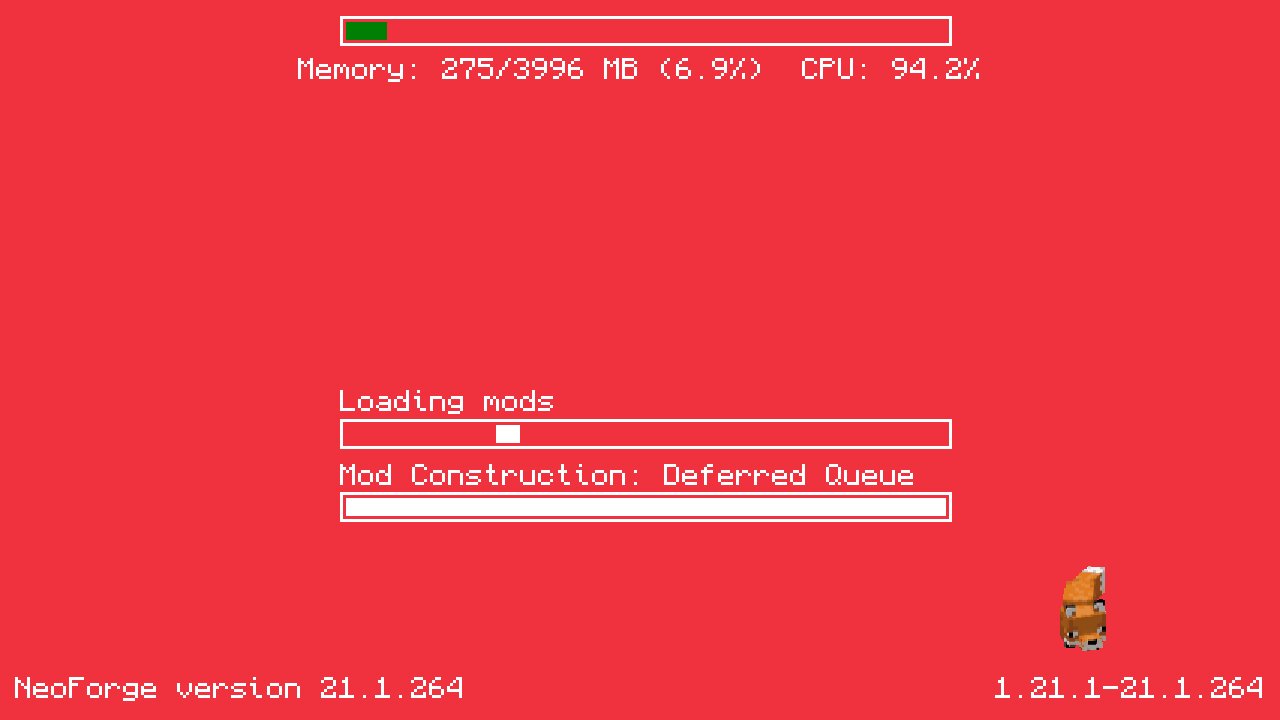 Memory: 275/3996 MB (6.9%)  CPU: 94.2%
Loading mods
Mod Construction: Deferred Queue
NeoForge version 21.1.264
1.21.1-21.1.264